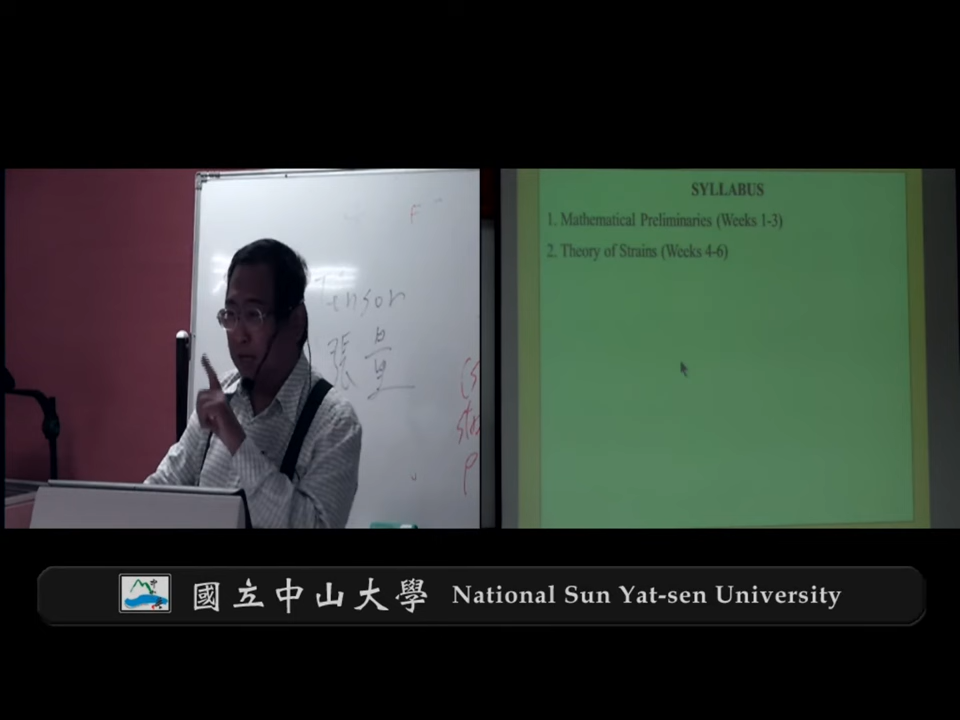 F
Tensor
張量
SYLLABUS
1. Mathematical Preliminaries (Weeks 1-3)
2. Theory of Strains (Weeks 4-6)
國立中山大學 National Sun Yat-sen University